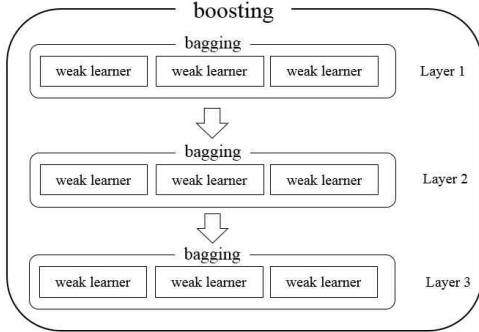 boosting
bagging
weak learner weak learner weak learner Layer 1
bagging
weak learner weak learner weak learner Layer 2
bagging
weak learner weak learner weak learner Layer 3